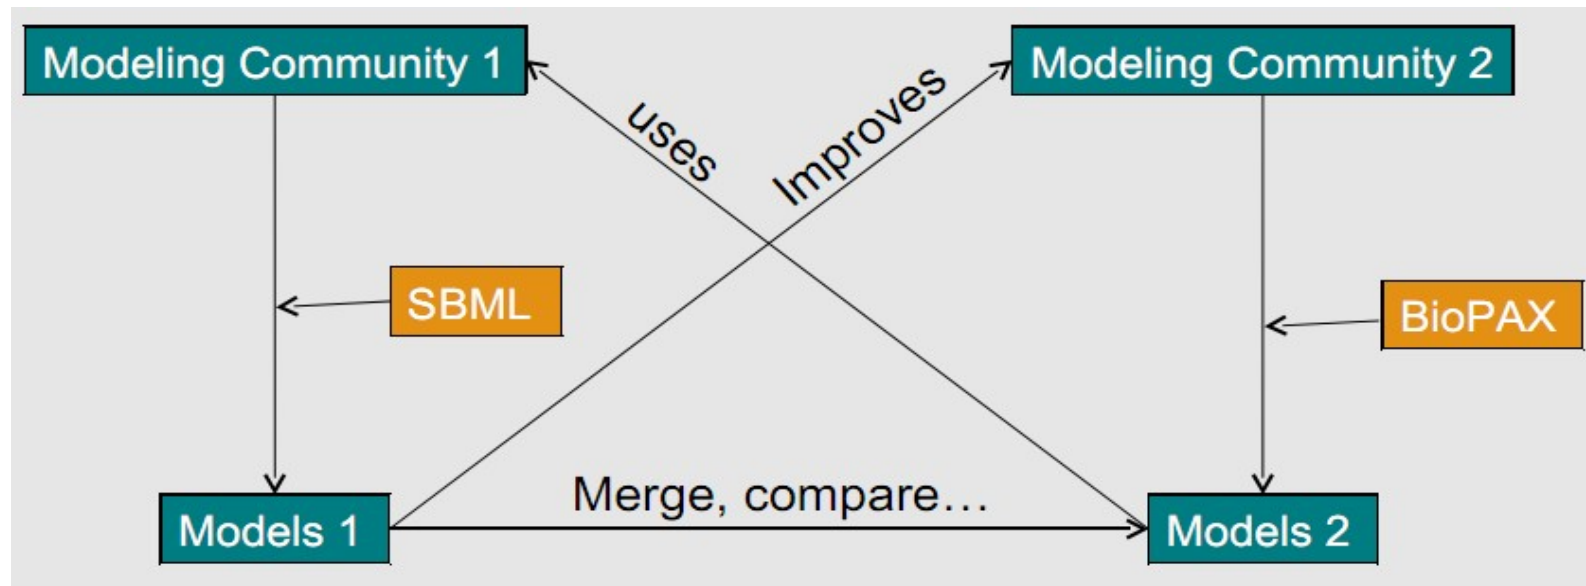 Modeling Community 1
Modeling Community 2
uses
Improves
SBML
BioPAX
Merge, compare…
Models 1
Models 2